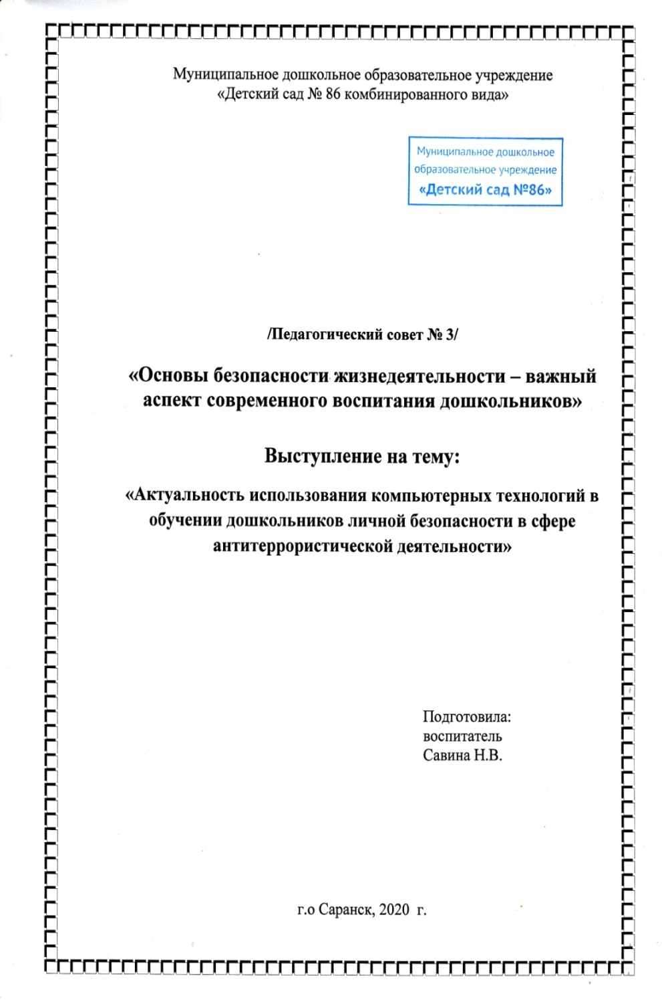 Муниципальное дошкольное образовательное учреждение
«Детский сад № 86 комбинированного вида»
Муниципальное дошкольное
образовательное учреждение
«Детский сад №86»
/Педагогический совет № 3/
«Основы безопасности жизнедеятельности – важный
аспект современного воспитания дошкольников»
Выступление на тему:
«Актуальность использования компьютерных технологий в
обучении дошкольников личной безопасности в сфере
антитеррористической деятельности»
Подготовила:
воспитатель
Савина Н.В.
г.о Саранск, 2020  г.